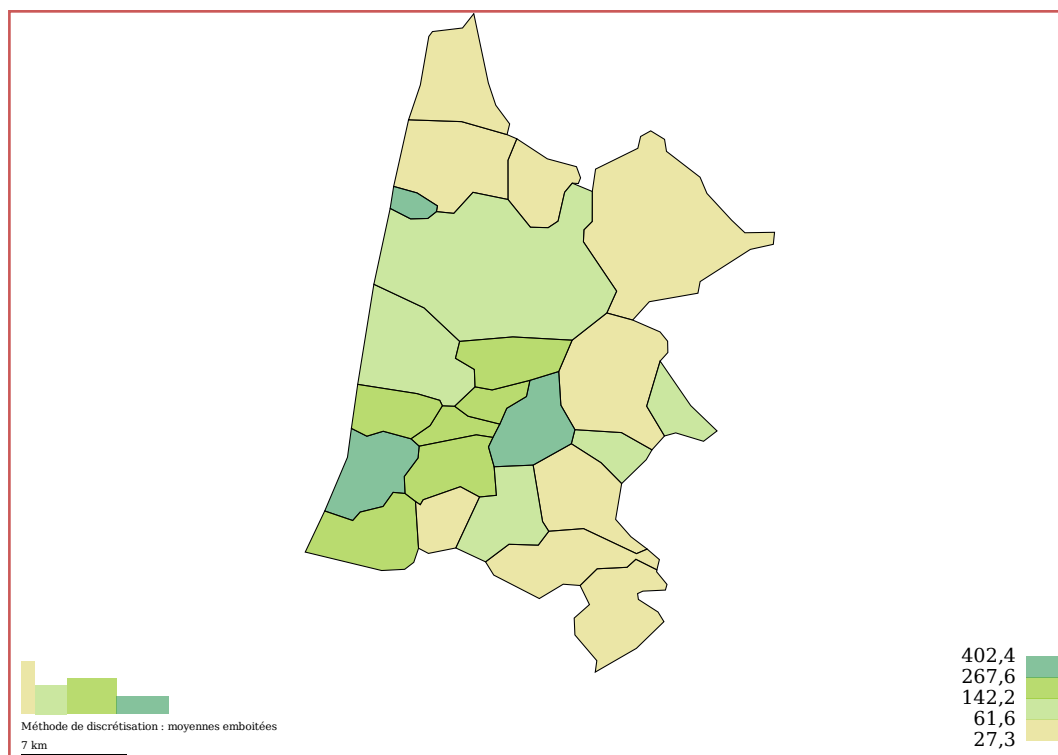 402,4
267,6
142,2
61,6
27,3
Méthode de discrétisation : moyennes emboitées
7 km